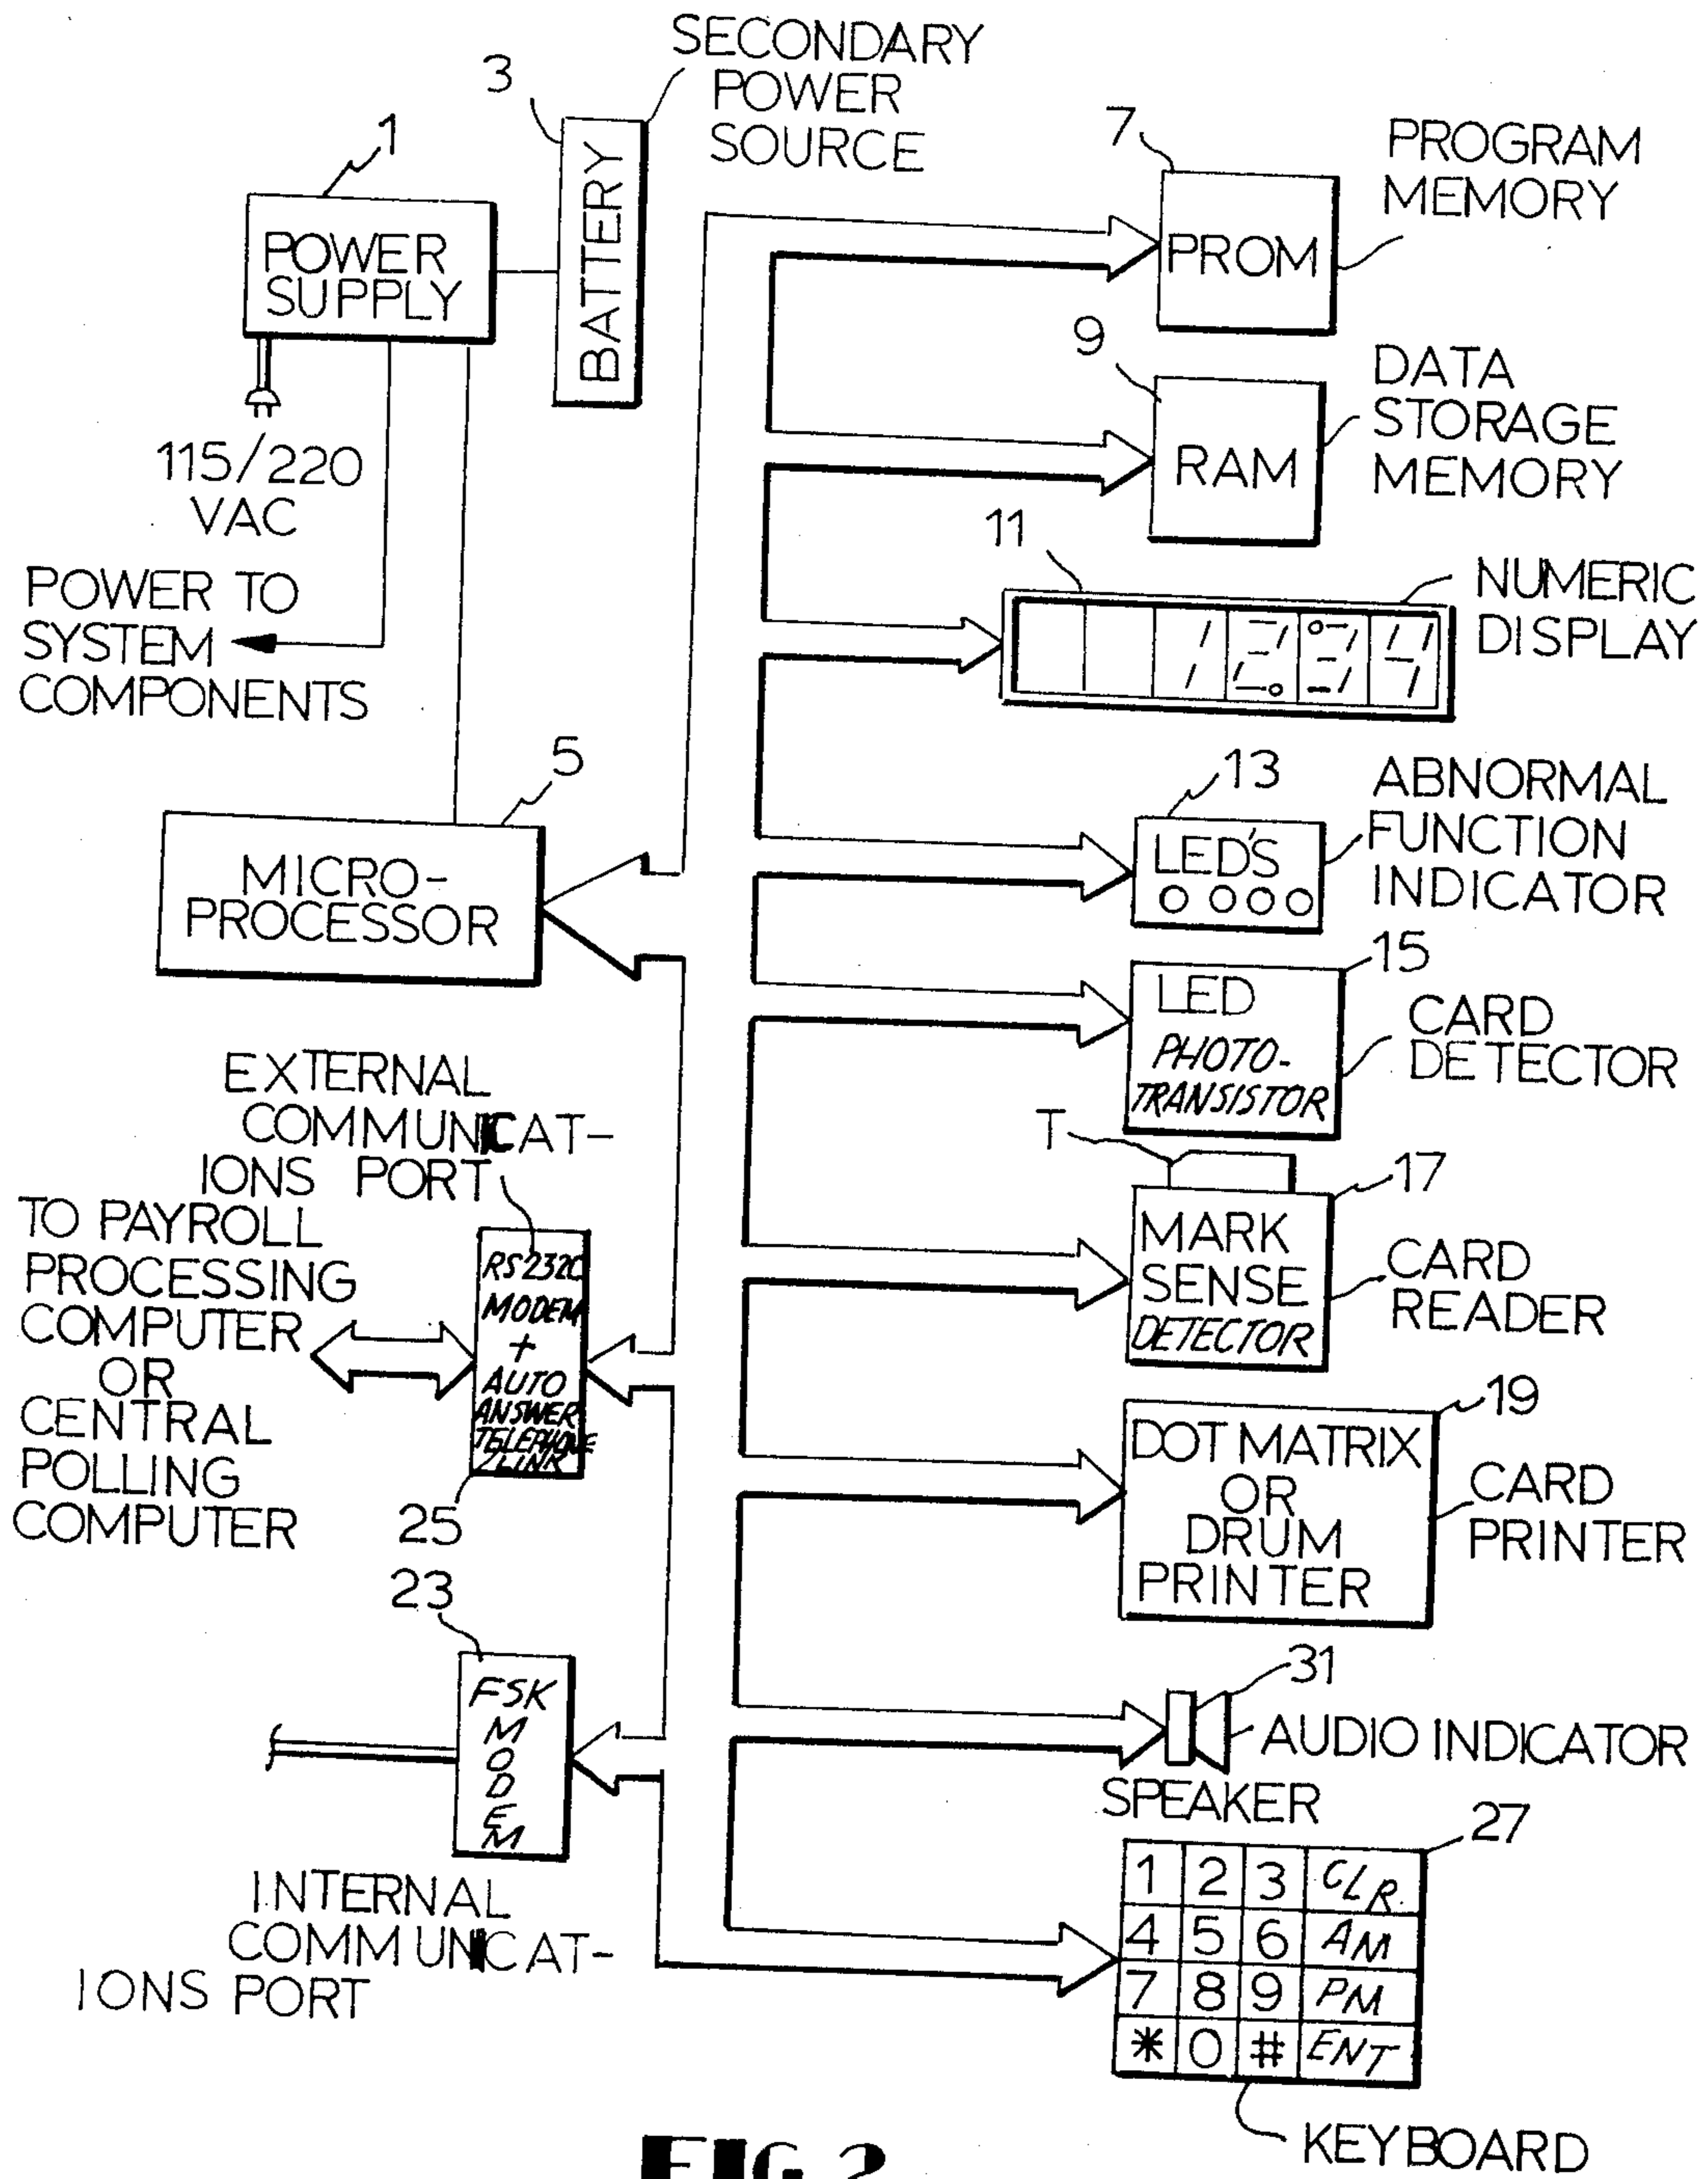 SECONDARY
POWER
SOURCE
3
1
POWER
SUPPLY
BATTERY
115/220
VAC
POWER TO
SYSTEM
COMPONENTS
7
PROGRAM
MEMORY
PROM
9
DATA
STORAGE
MEMORY
RAM
11
NUMERIC
DISPLAY
12:34
5
MICRO-
PROCESSOR
13
LED'S
ABNORMAL
FUNCTION
INDICATOR
15
LED
PHOTO-
TRANSISTOR
CARD
DETECTOR
T
17
MARK
SENSE
DETECTOR
CARD
READER
EXTERNAL
COMMUNICAT-
IONS PORT
TO PAYROLL
PROCESSING
COMPUTER
OR
CENTRAL
POLLING
COMPUTER
RS232C
MODEM
+
AUTO
ANSWER
TELEPHONE
LINK
25
19
DOT MATRIX
OR
DRUM
PRINTER
CARD
PRINTER
23
FSK
MODEM
INTERNAL
COMMUNICAT-
IONS PORT
31
AUDIO INDICATOR
SPEAKER
27
1 2 3 CLR.
4 5 6 AM
7 8 9 PM
* 0 # ENT
KEYBOARD
FIG. 2